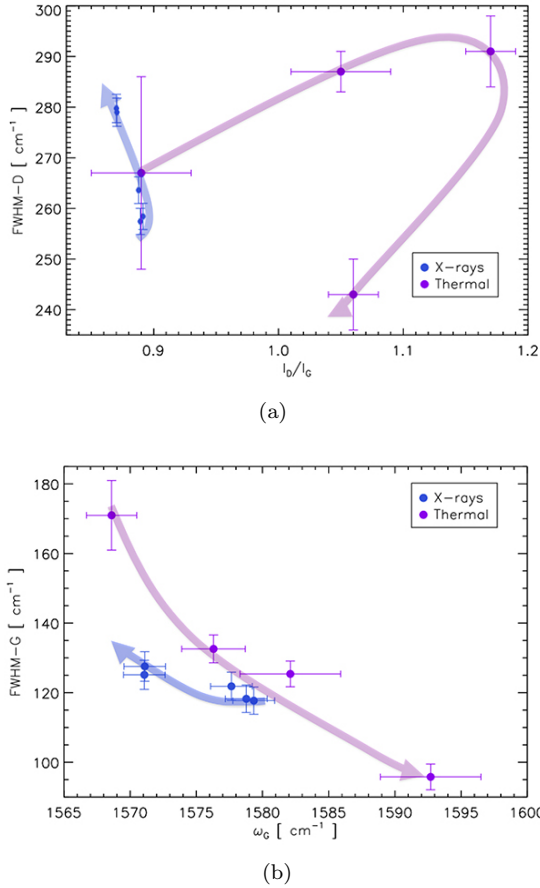 300
290
280
270
260
250
240
FWHM-D [ cm⁻¹ ]
X-rays
Thermal
0.9 1.0 1.1 1.2
I_D/I_G
(a)
180
160
140
120
100
FWHM-G [ cm⁻¹ ]
X-rays
Thermal
1565 1570 1575 1580 1585 1590 1595 1600
ω_G [ cm⁻¹ ]
(b)